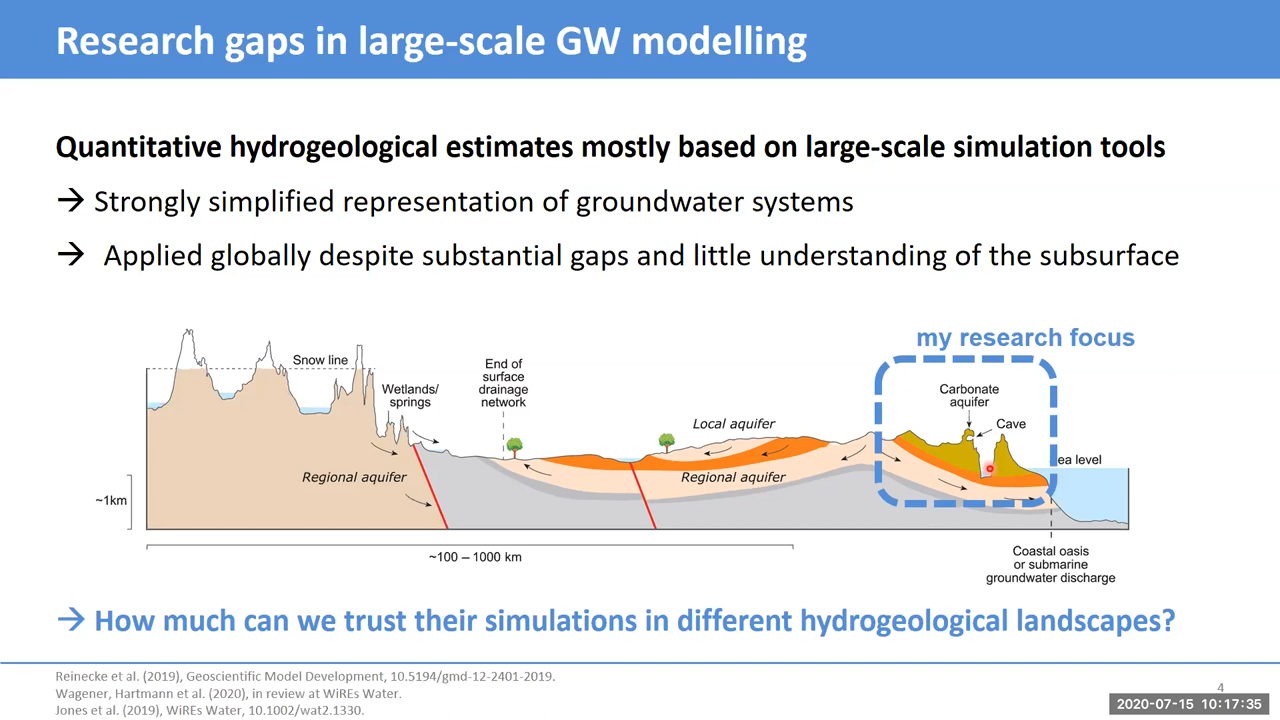 Research gaps in large-scale GW modelling
Quantitative hydrogeological estimates mostly based on large-scale simulation tools
→ Strongly simplified representation of groundwater systems
→ Applied globally despite substantial gaps and little understanding of the subsurface
my research focus
Snow line
Wetlands/
springs
End of
surface
drainage
network
Local aquifer
Carbonate
aquifer
Cave
ea level
Regional aquifer
Regional aquifer
~1km
~100 – 1000 km
Coastal oasis
or submarine
groundwater discharge
→ How much can we trust their simulations in different hydrogeological landscapes?
Reinecke et al. (2019), Geoscientific Model Development, 10.5194/gmd-12-2401-2019.
Wagener, Hartmann et al. (2020), in review at WiREs Water.
Jones et al. (2019), WiREs Water, 10.1002/wat2.1330.
4
2020-07-15 10:17:35